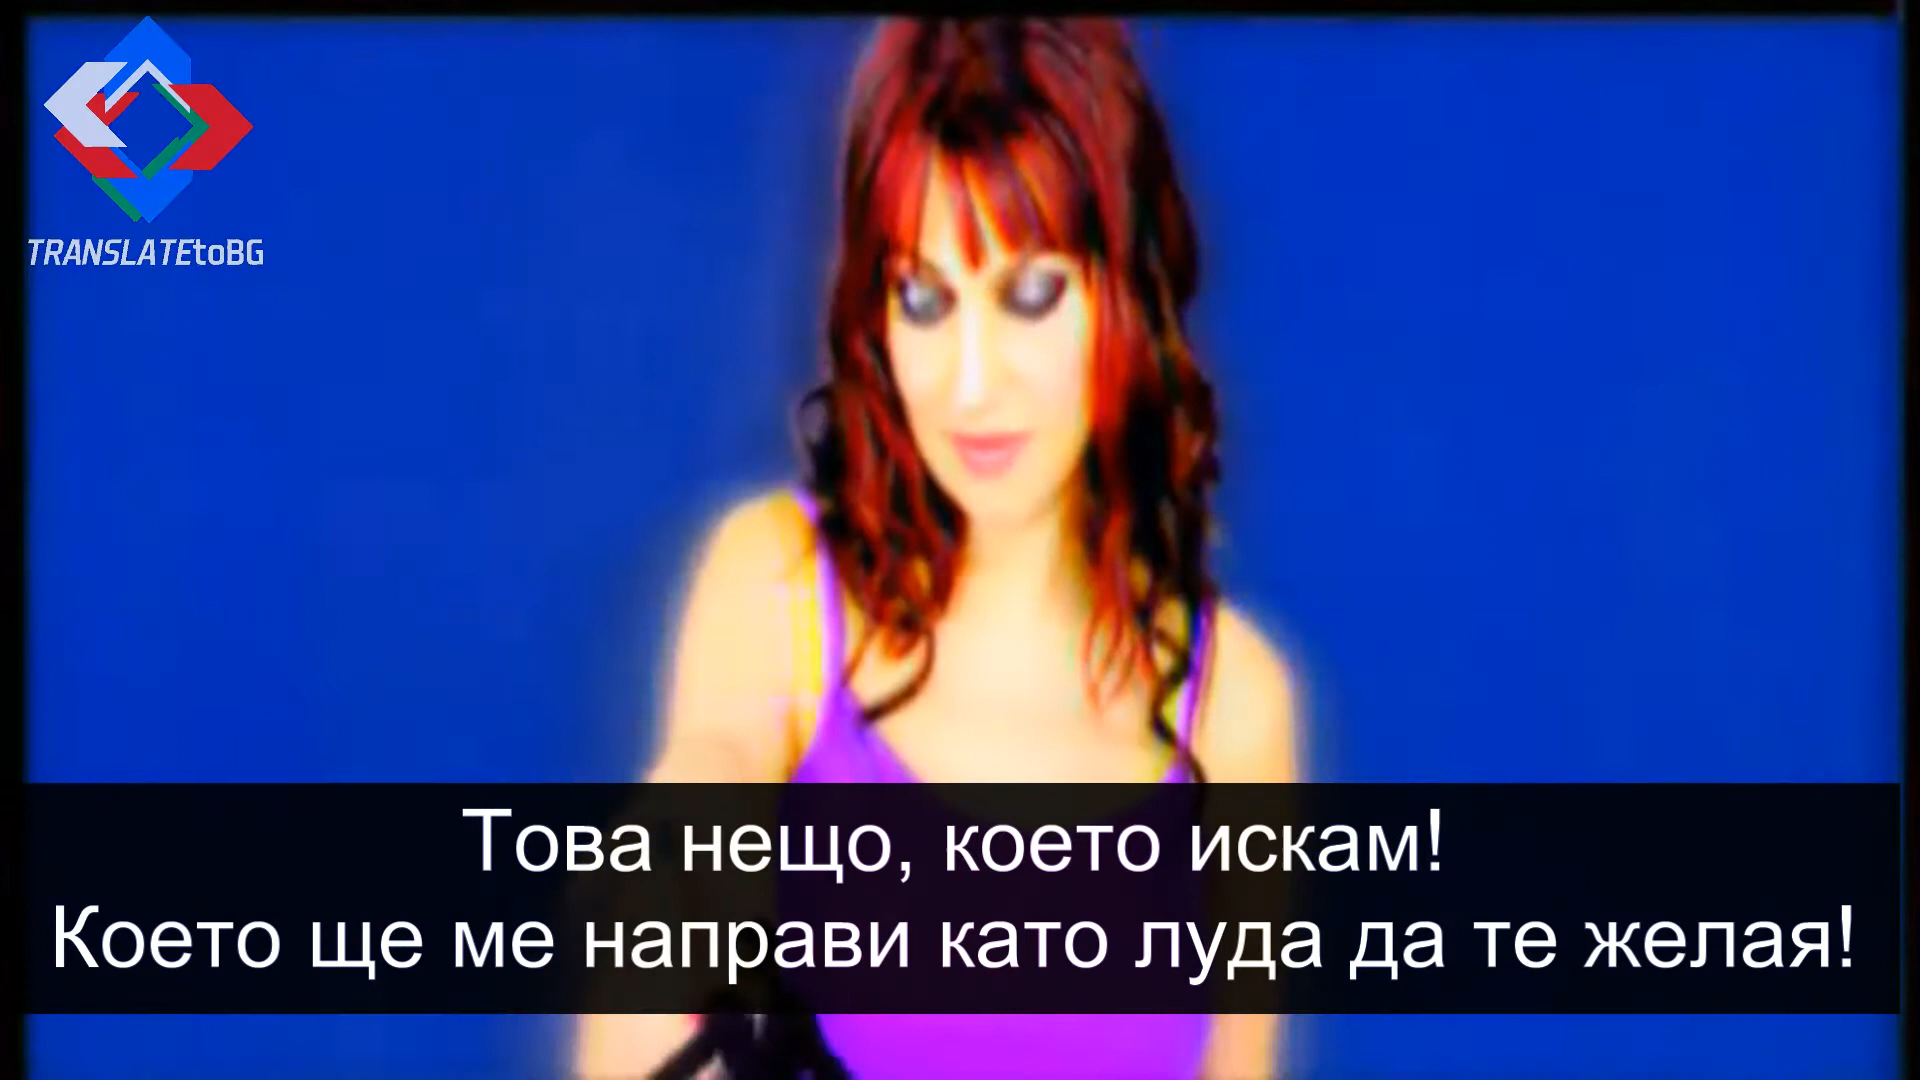 TRANSLATEtoBG
Това нещо, което искам!
Което ще ме направи като луда да те желая!